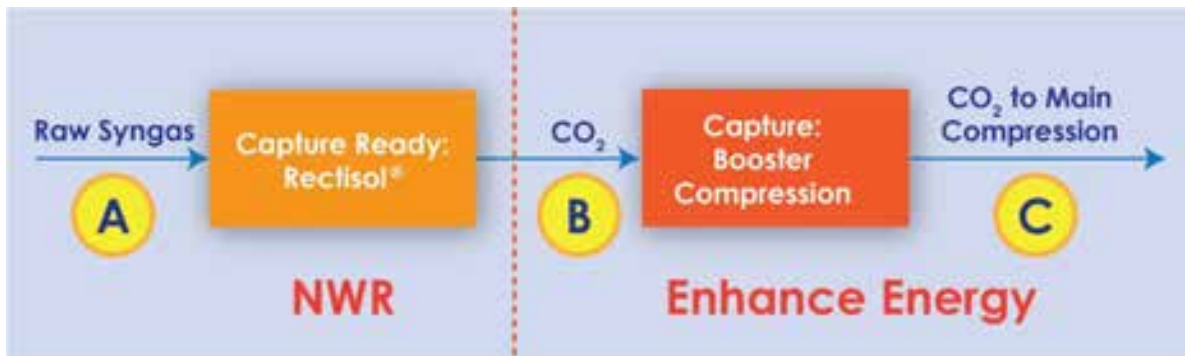 Raw Syngas
A
Capture Ready:
Rectisol®
NWR
CO₂
B
Capture:
Booster
Compression
CO₂ to Main
Compression
C
Enhance Energy